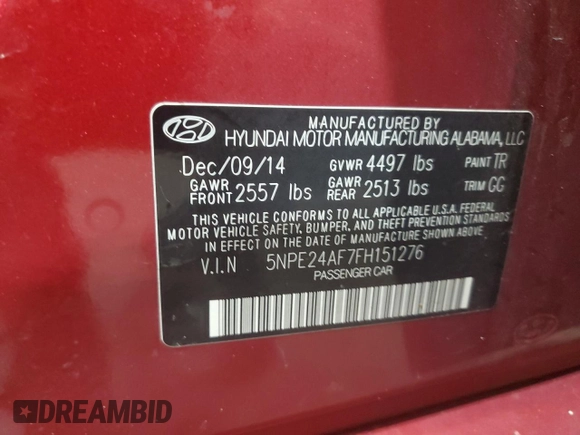 MANUFACTURED BY
HYUNDAI MOTOR MANUFACTURING ALABAMA, LLC
Dec/09/14 GVWR 4497 lbs PAINT TR
GAWR FRONT 2557 lbs GAWR REAR 2513 lbs TRIM GG
THIS VEHICLE CONFORMS TO ALL APPLICABLE U.S.A. FEDERAL
MOTOR VEHICLE SAFETY, BUMPER, AND THEFT PREVENTION STANDARDS
IN EFFECT ON THE DATE OF MANUFACTURE SHOWN ABOVE.
V.I.N 5NPE24AF7FH151276
PASSENGER CAR
DREAMBID